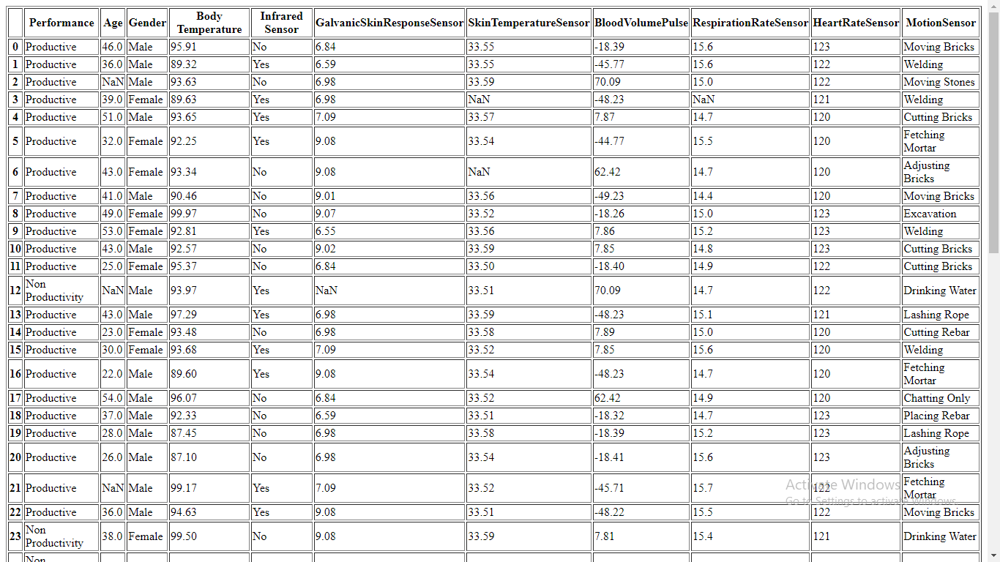 Performance Age Gender Body Temperature Infrared Sensor GalvanicSkinResponseSensor SkinTemperatureSensor BloodVolumePulse RespirationRateSensor HeartRateSensor MotionSensor
0 Productive 46.0 Male 95.91 No 6.84 33.55 -18.39 15.6 123 Moving Bricks
1 Productive 36.0 Male 89.32 Yes 6.59 33.55 -45.77 15.6 122 Welding
2 Productive NaN Male 93.63 No 6.98 33.59 70.09 15.0 122 Moving Stones
3 Productive 39.0 Female 89.63 Yes 6.98 NaN -48.23 NaN 121 Welding
4 Productive 51.0 Male 93.65 Yes 7.09 33.57 7.87 14.7 120 Cutting Bricks
5 Productive 32.0 Female 92.25 Yes 9.08 33.54 -44.77 15.5 120 Fetching Mortar
6 Productive 43.0 Female 93.34 No 9.08 NaN 62.42 14.7 120 Adjusting Bricks
7 Productive 41.0 Male 90.46 No 9.01 33.56 -49.23 14.4 120 Moving Bricks
8 Productive 49.0 Female 99.97 No 9.07 33.52 -18.26 15.0 123 Excavation
9 Productive 53.0 Female 92.81 Yes 6.55 33.56 7.86 15.2 123 Welding
10 Productive 43.0 Male 92.57 No 9.02 33.59 7.85 14.8 123 Cutting Bricks
11 Productive 25.0 Female 95.37 No 6.84 33.50 -18.40 14.9 122 Cutting Bricks
12 Non Productivity NaN Male 93.97 Yes NaN 33.51 70.09 14.7 122 Drinking Water
13 Productive 43.0 Male 97.29 Yes 6.98 33.59 -48.23 15.1 121 Lashing Rope
14 Productive 23.0 Female 93.48 No 6.98 33.58 7.89 15.0 120 Cutting Rebar
15 Productive 30.0 Female 93.68 Yes 7.09 33.52 7.85 15.6 120 Welding
16 Productive 22.0 Male 89.60 Yes 9.08 33.54 -48.23 14.7 120 Fetching Mortar
17 Productive 54.0 Male 96.07 No 6.84 33.52 62.42 14.9 120 Chatting Only
18 Productive 37.0 Male 92.33 No 6.59 33.51 -18.32 14.7 123 Placing Rebar
19 Productive 28.0 Male 87.45 No 6.98 33.58 -18.39 15.2 123 Lashing Rope
20 Productive 26.0 Male 87.10 No 6.98 33.54 -18.41 15.6 123 Adjusting Bricks
21 Productive NaN Male 99.17 Yes 7.09 33.52 -45.71 15.7 122 Fetching Mortar
22 Productive 36.0 Male 94.63 Yes 9.08 33.51 -48.22 15.5 122 Moving Bricks
23 Non Productivity 38.0 Female 99.50 No 9.08 33.59 7.81 15.4 121 Drinking Water
Non
Activate Windows
Go to Settings to activate Windows.